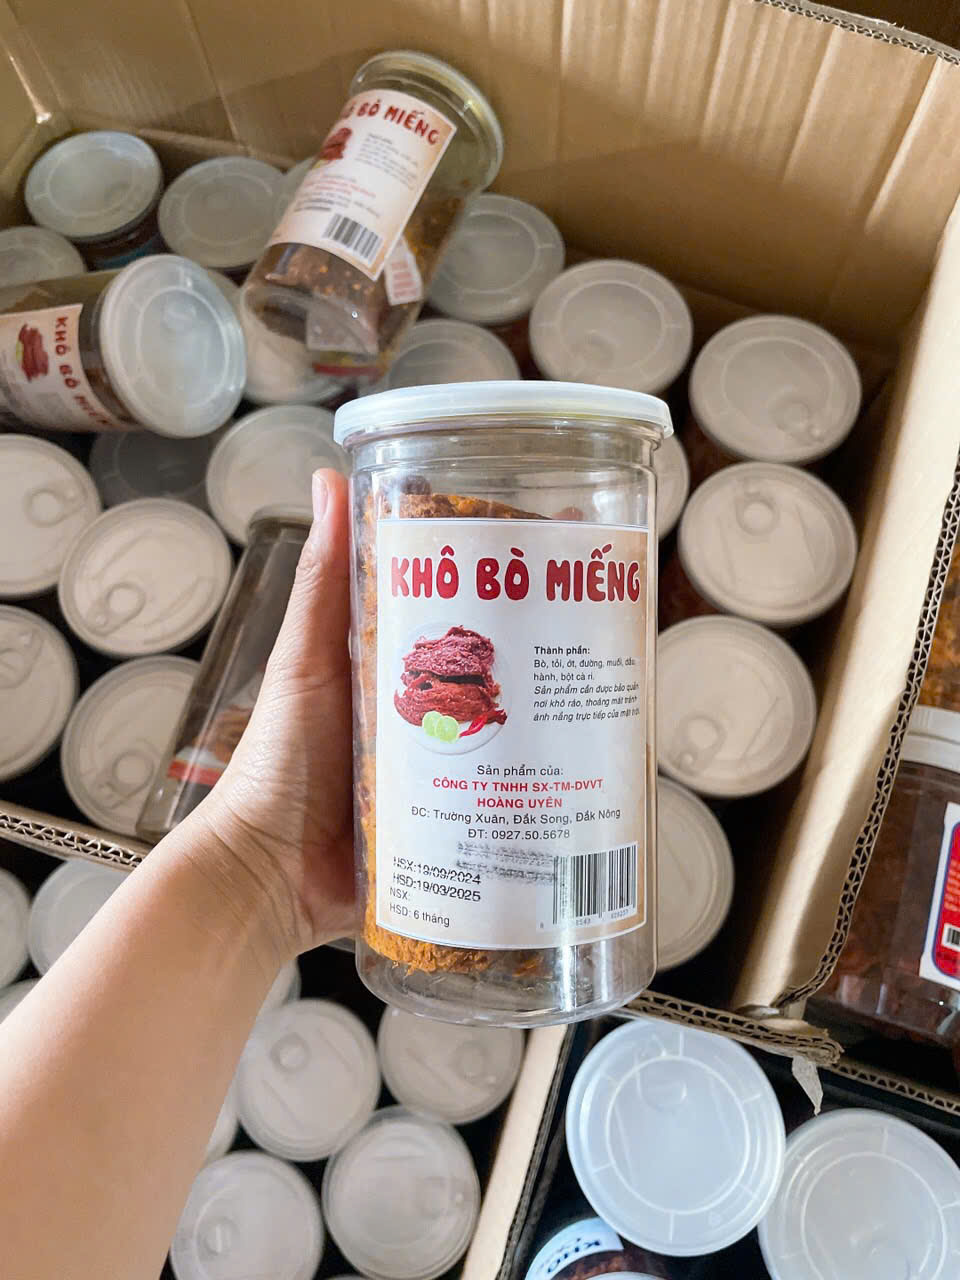 BÒ MIẾNG
KHÔ BÒ MIẾNG
KHÔ BÒ MIẾNG
Thành phần:
Bò, tỏi, ớt, đường, muối, dầu,
hành, bột cà ri.
Sản phẩm cần được bảo quản
nơi khô ráo, thoáng mát tránh
ánh nắng trực tiếp của mặt trời.
Sản phẩm của:
CÔNG TY TNHH SX-TM-DVVT
HOÀNG UYÊN
ĐC: Trường Xuân, Đắk Song, Đắk Nông
ĐT: 0927.50.5678
NSX:19/09/2024
HSD:19/03/2025
NSX:
HSD: 6 tháng
KHÔ